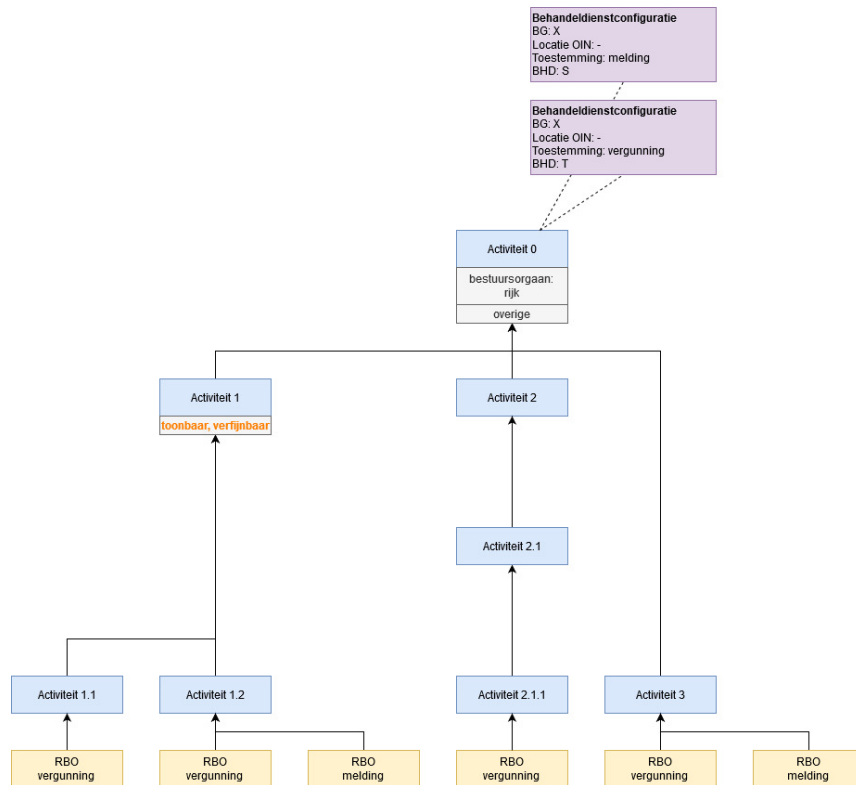 Behandeldienstconfiguratie
BG: X
Locatie OIN: -
Toestemming: melding
BHD: S
Behandeldienstconfiguratie
BG: X
Locatie OIN: -
Toestemming: vergunning
BHD: T
Activiteit 0
bestuursorgaan:
rijk
overige
Activiteit 1
toonbaar, verfijnbaar
Activiteit 2
Activiteit 2.1
Activiteit 1.1
Activiteit 1.2
Activiteit 2.1.1
Activiteit 3
RBO
vergunning
RBO
vergunning
RBO
melding
RBO
vergunning
RBO
vergunning
RBO
melding